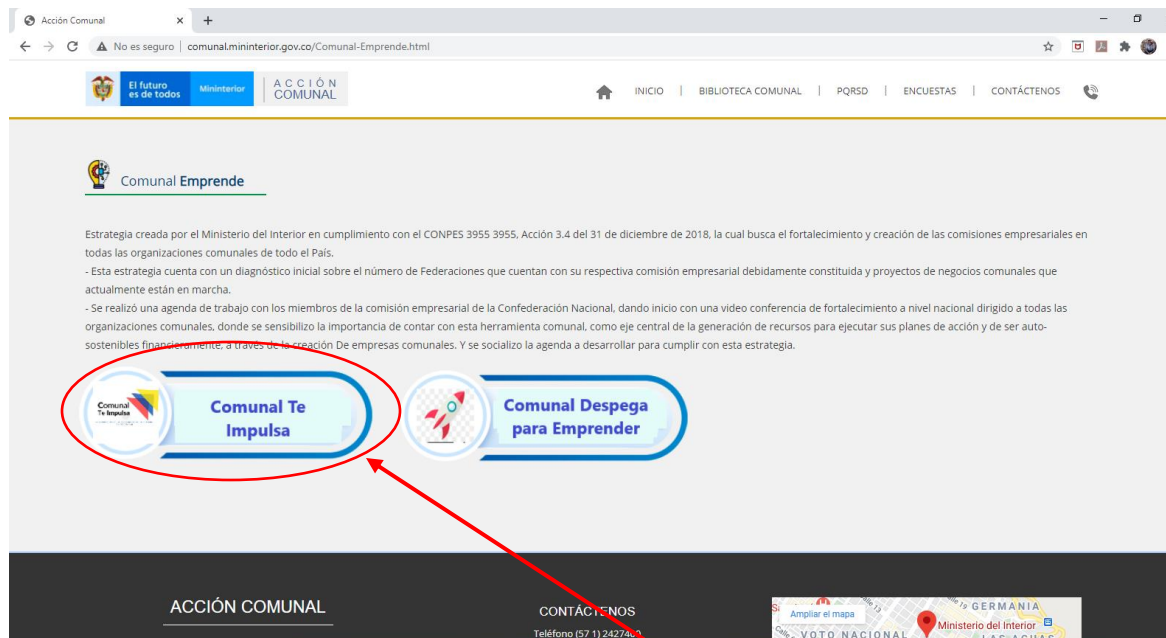 Acción Comunal
No es seguro | comunal.mininterior.gov.co/Comunal-Emprende.html
El futuro
es de todos
Mininterior
ACCIÓN
COMUNAL
INICIO | BIBLIOTECA COMUNAL | PQRSD | ENCUESTAS | CONTÁCTENOS
Comunal Emprende
Estrategia creada por el Ministerio del Interior en cumplimiento con el CONPES 3955 3955, Acción 3.4 del 31 de diciembre de 2018, la cual busca el fortalecimiento y creación de las comisiones empresariales en
todas las organizaciones comunales de todo el País.
- Esta estrategia cuenta con un diagnóstico inicial sobre el número de Federaciones que cuentan con su respectiva comisión empresarial debidamente constituida y proyectos de negocios comunales que
actualmente están en marcha.
- Se realizó una agenda de trabajo con los miembros de la comisión empresarial de la Confederación Nacional, dando inicio con una video conferencia de fortalecimiento a nivel nacional dirigido a todas las
organizaciones comunales, donde se sensibilizo la importancia de contar con esta herramienta comunal, como eje central de la generación de recursos para ejecutar sus planes de acción y de ser auto-
sostenibles financieramente, a través de la creación De empresas comunales. Y se socializo la agenda a desarrollar para cumplir con esta estrategia.
Comunal
Te Impulsa
Comunal Te
Impulsa
Comunal Despega
para Emprender
ACCIÓN COMUNAL
CONTÁCTENOS
Teléfono (57 1) 2427400
Ampliar el mapa
GERMANIA
Ministerio del Interior
VOTO NACIONAL
LAS AGUAS